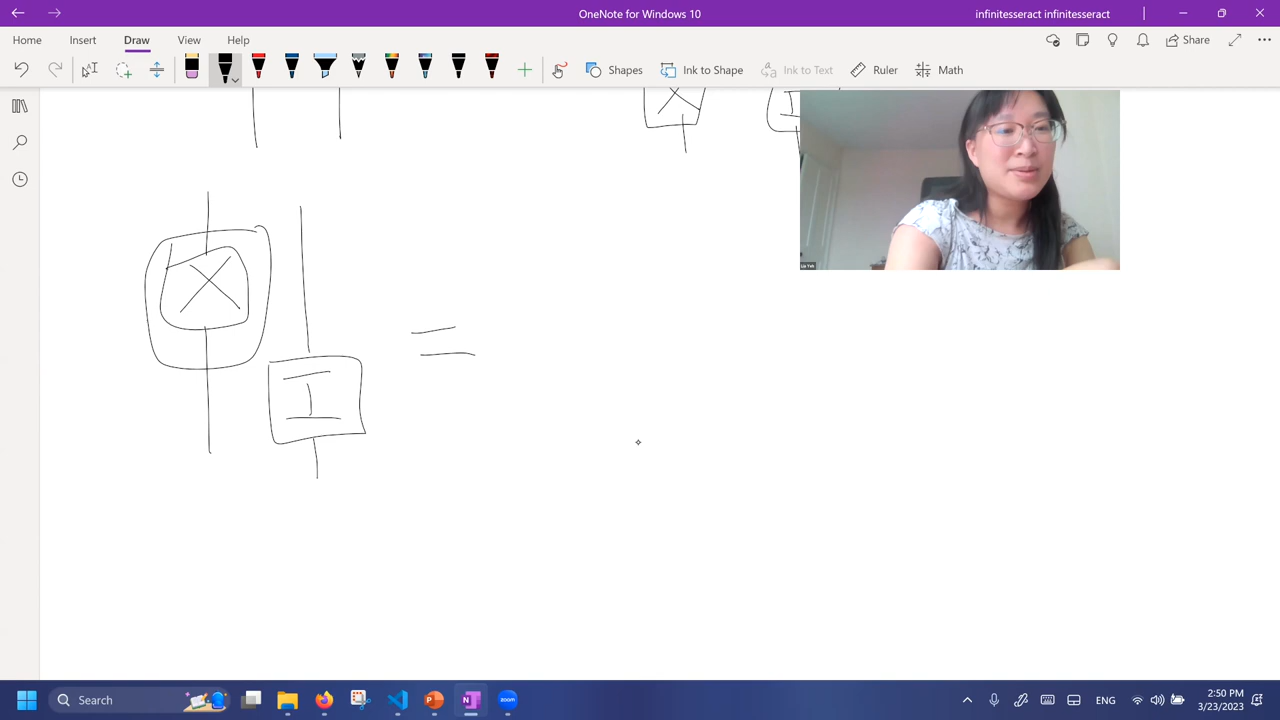 OneNote for Windows 10
infinitesseract infinitesseract
Home Insert Draw View Help
Share
Shapes
Ink to Shape
Ink to Text
Ruler
Math
X I
X
I
=
Search
zoom
ENG
2:50 PM
3/23/2023